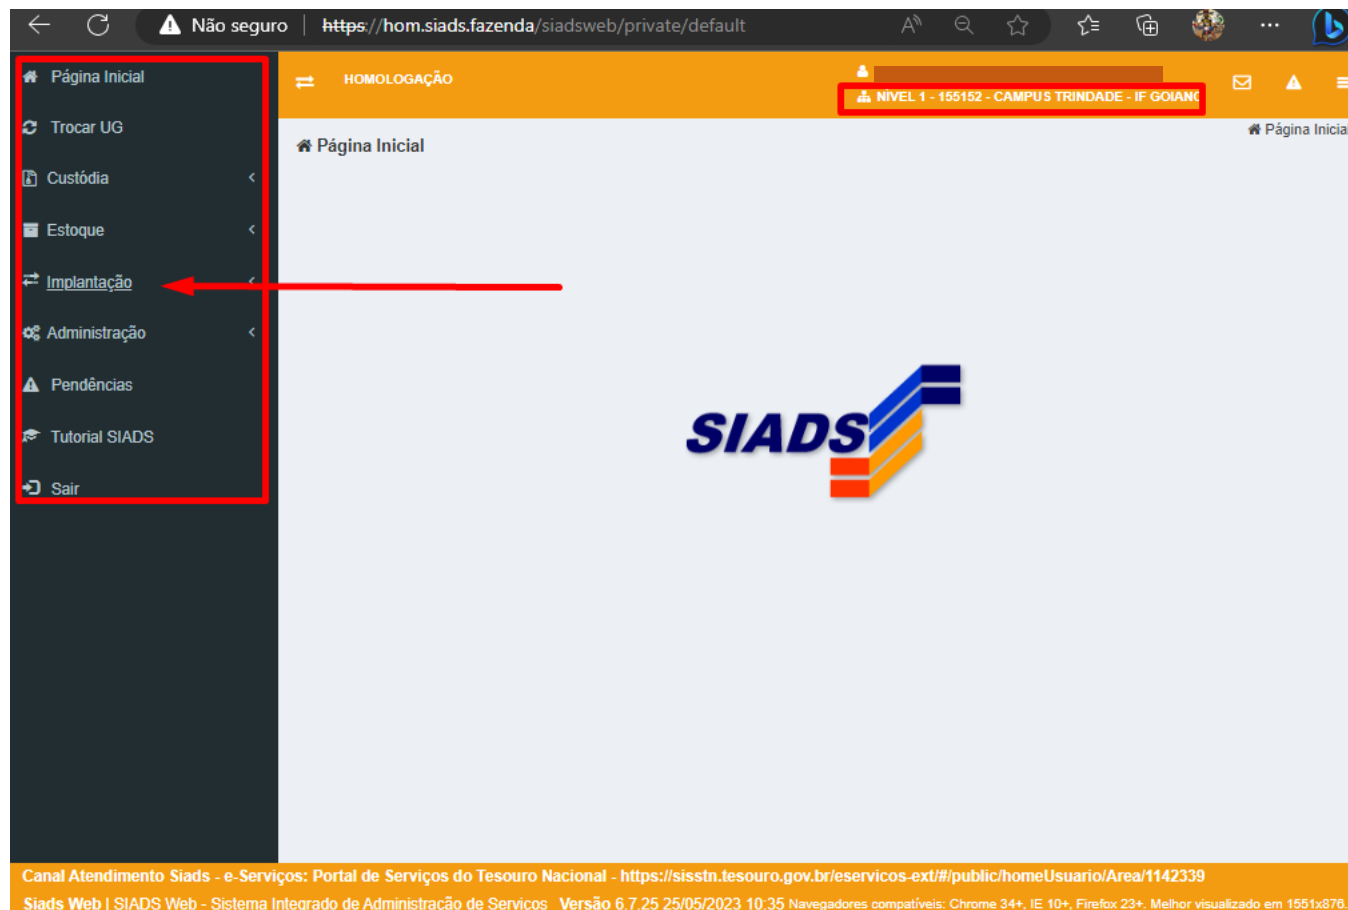 Não seguro https://hom.siads.fazenda/siadsweb/private/default
Página Inicial
Trocar UG
Custódia
Estoque
Implantação
Administração
Pendências
Tutorial SIADS
Sair
HOMOLOGAÇÃO
NÍVEL 1 - 155152 - CAMPUS TRINDADE - IF GOIANO
Página Inicial
Página Inicia
SIADS
Canal Atendimento Siads - e-Serviços: Portal de Serviços do Tesouro Nacional - https://sisstn.tesouro.gov.br/eservicos-ext/#/public/homeUsuario/Area/1142339
Siads Web | SIADS Web - Sistema Integrado de Administração de Serviços Versão 6.7.25 25/05/2023 10:35 Navegadores compatíveis: Chrome 34+, IE 10+, Firefox 23+. Melhor visualizado em 1551x876.